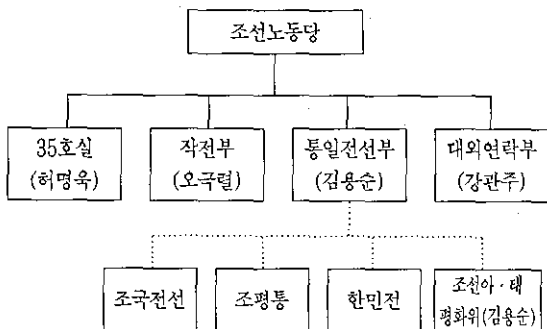 조선노동당
35호실
(허명욱)
작전부
(오극렬)
통일전선부
(김용순)
대외연락부
(강관주)
조국전선
조평통
한민전
조선아·태
평화위(김용순)